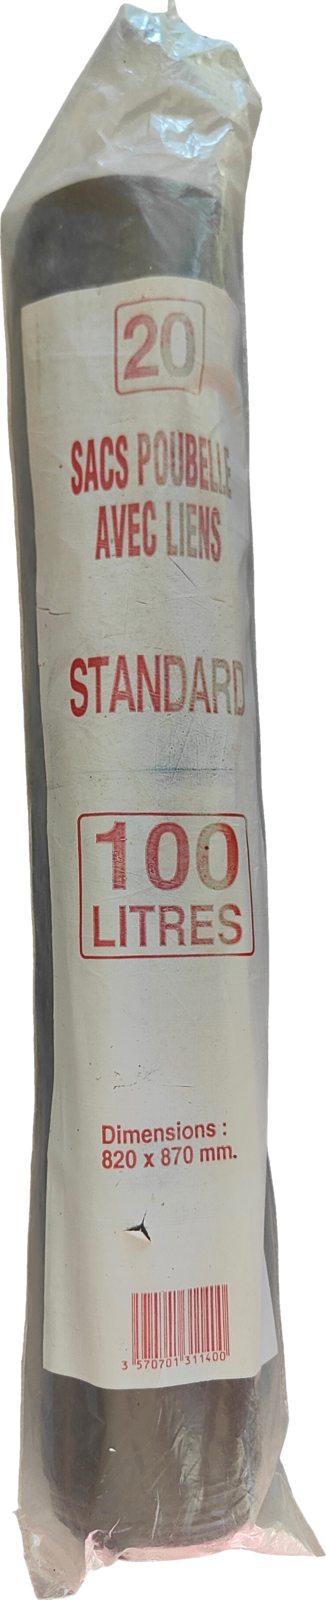 20
SACS POUBELLE
AVEC LIENS
STANDARD
100
LITRES
Dimensions :
820 x 870 mm.
3 570701 311400